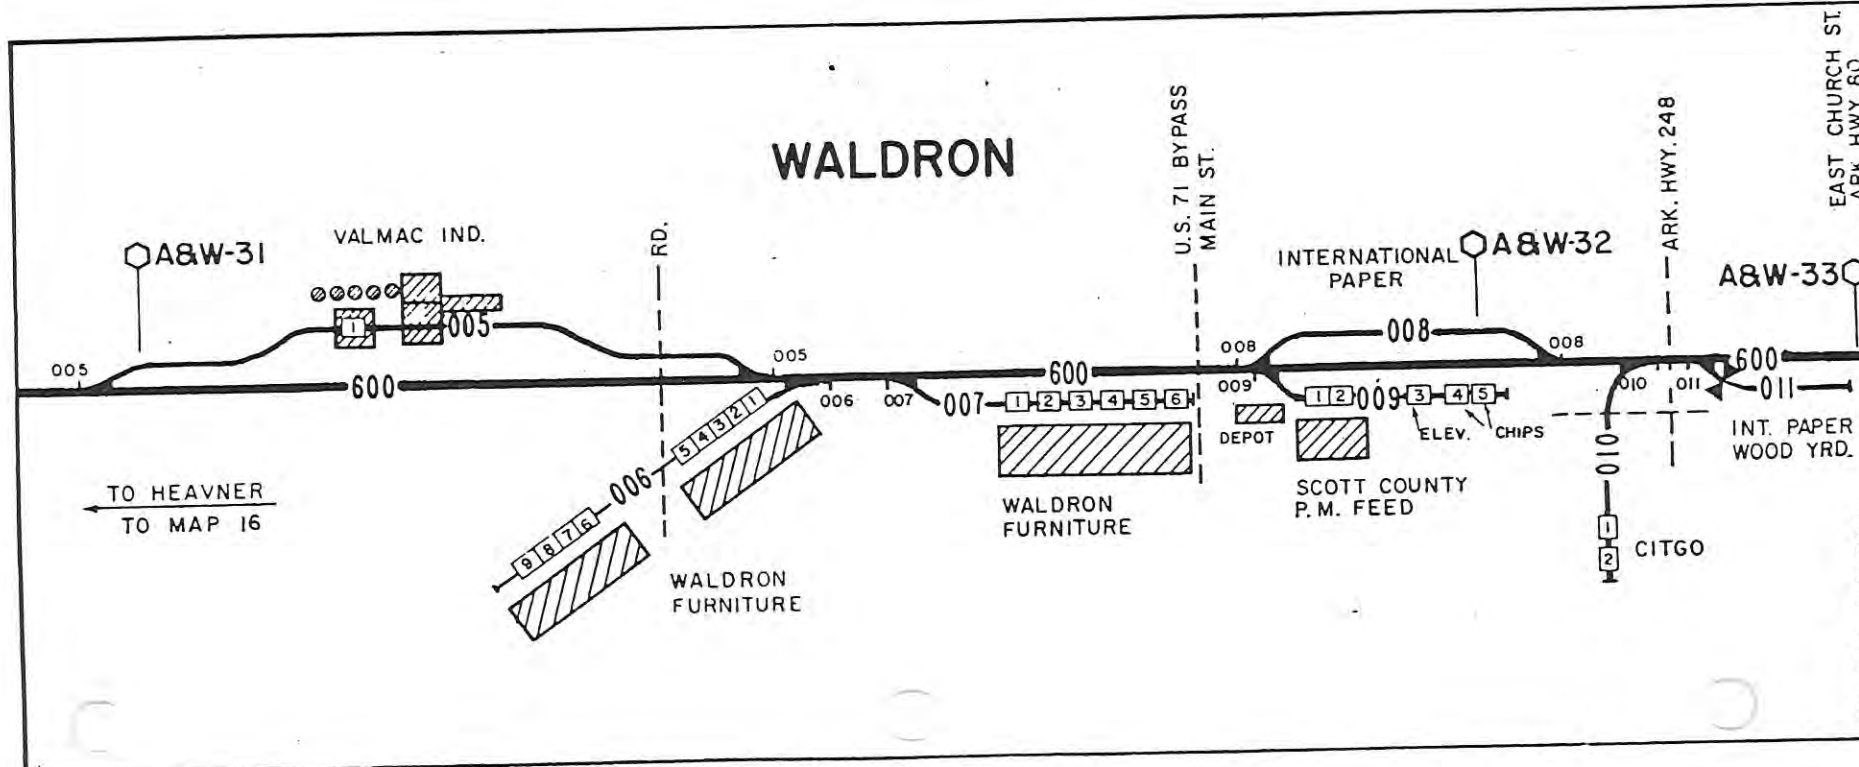 WALDRON
EAST CHURCH ST.
U.S. 71 BYPASS
MAIN ST.
ARK. HWY. 248
RD.
VALMAC IND.
A&W-31
INTERNATIONAL
PAPER
A&W-32
A&W-33
1
005
005
005
600
600
600
008
008
008
009
007
007
1
2
3
4
5
6
1
2
009
3
4
5
010
011
011
006
5
4
3
2
1
006
9
8
7
6
DEPOT
ELEV.
CHIPS
INT. PAPER
WOOD YRD.
010
1
2
CITGO
TO HEAVNER
TO MAP 16
WALDRON
FURNITURE
WALDRON
FURNITURE
SCOTT COUNTY
P.M. FEED